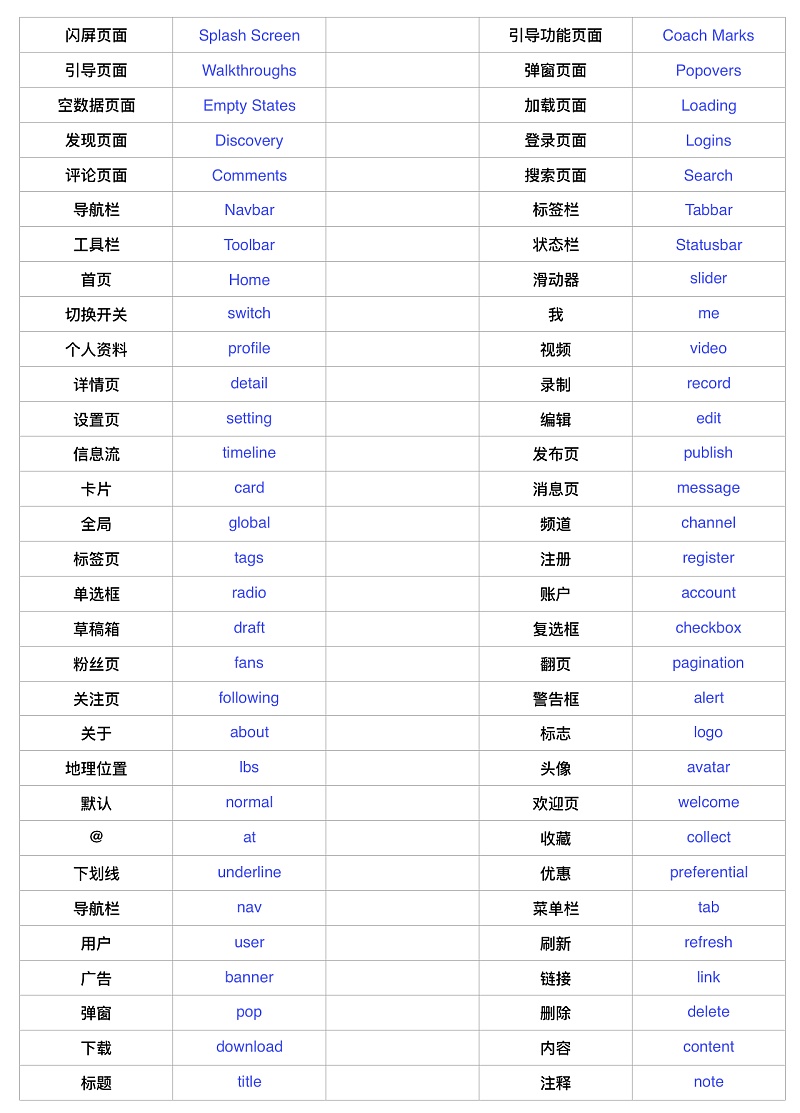 闪屏页面 Splash Screen 引导功能页面 Coach Marks
引导页面 Walkthroughs 弹窗页面 Popovers
空数据页面 Empty States 加载页面 Loading
发现页面 Discovery 登录页面 Logins
评论页面 Comments 搜索页面 Search
导航栏 Navbar 标签栏 Tabbar
工具栏 Toolbar 状态栏 Statusbar
首页 Home 滑动器 slider
切换开关 switch 我 me
个人资料 profile 视频 video
详情页 detail 录制 record
设置页 setting 编辑 edit
信息流 timeline 发布页 publish
卡片 card 消息页 message
全局 global 频道 channel
标签页 tags 注册 register
单选框 radio 账户 account
草稿箱 draft 复选框 checkbox
粉丝页 fans 翻页 pagination
关注页 following 警告框 alert
关于 about 标志 logo
地理位置 lbs 头像 avatar
默认 normal 欢迎页 welcome
@ at 收藏 collect
下划线 underline 优惠 preferential
导航栏 nav 菜单栏 tab
用户 user 刷新 refresh
广告 banner 链接 link
弹窗 pop 删除 delete
下载 download 内容 content
标题 title 注释 note